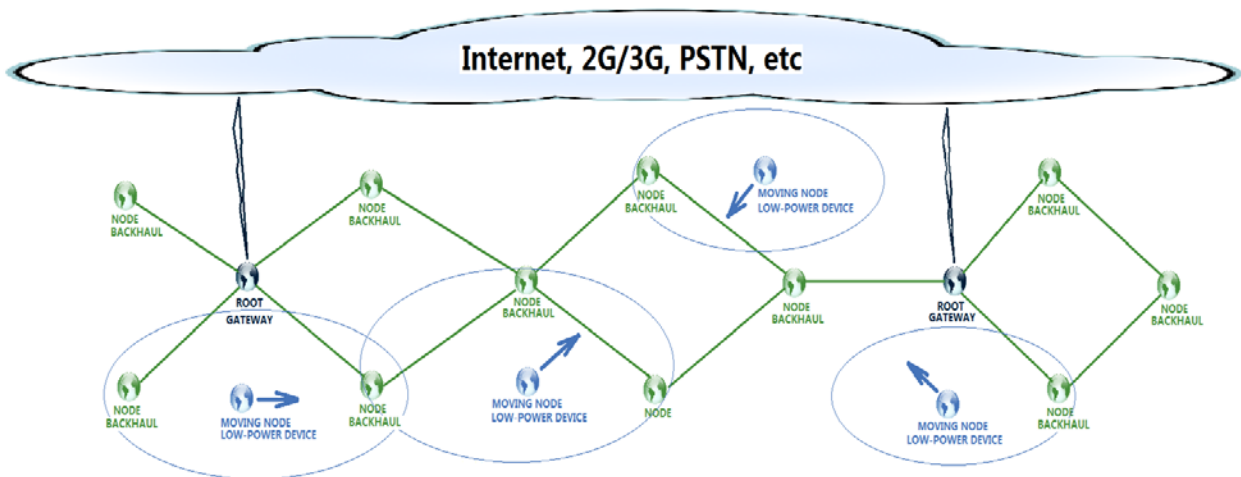 Internet, 2G/3G, PSTN, etc
NODE
BACKHAUL
NODE
BACKHAUL
NODE
BACKHAUL
MOVING NODE
LOW-POWER DEVICE
NODE
BACKHAUL
ROOT
GATEWAY
NODE
BACKHAUL
NODE
BACKHAUL
ROOT
GATEWAY
NODE
BACKHAUL
NODE
BACKHAUL
MOVING NODE
LOW-POWER DEVICE
NODE
BACKHAUL
MOVING NODE
LOW-POWER DEVICE
NODE
MOVING NODE
LOW-POWER DEVICE
NODE
BACKHAUL